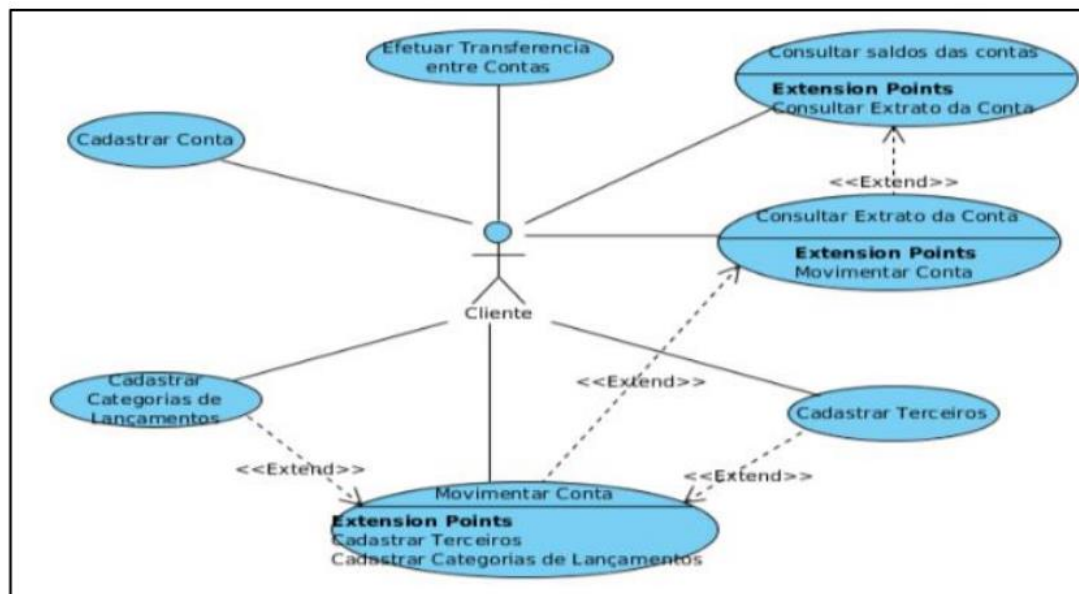 Efetuar Transferencia
entre Contas
Consultar saldos das contas
Extension Points
Consultar Extrato da Conta
Cadastrar Conta
<<Extend>>
Consultar Extrato da Conta
Extension Points
Movimentar Conta
Cliente
<<Extend>>
Cadastrar
Categorias de
Lançamentos
Cadastrar Terceiros
<<Extend>>
<<Extend>>
Movimentar Conta
Extension Points
Cadastrar Terceiros
Cadastrar Categorias de Lançamentos